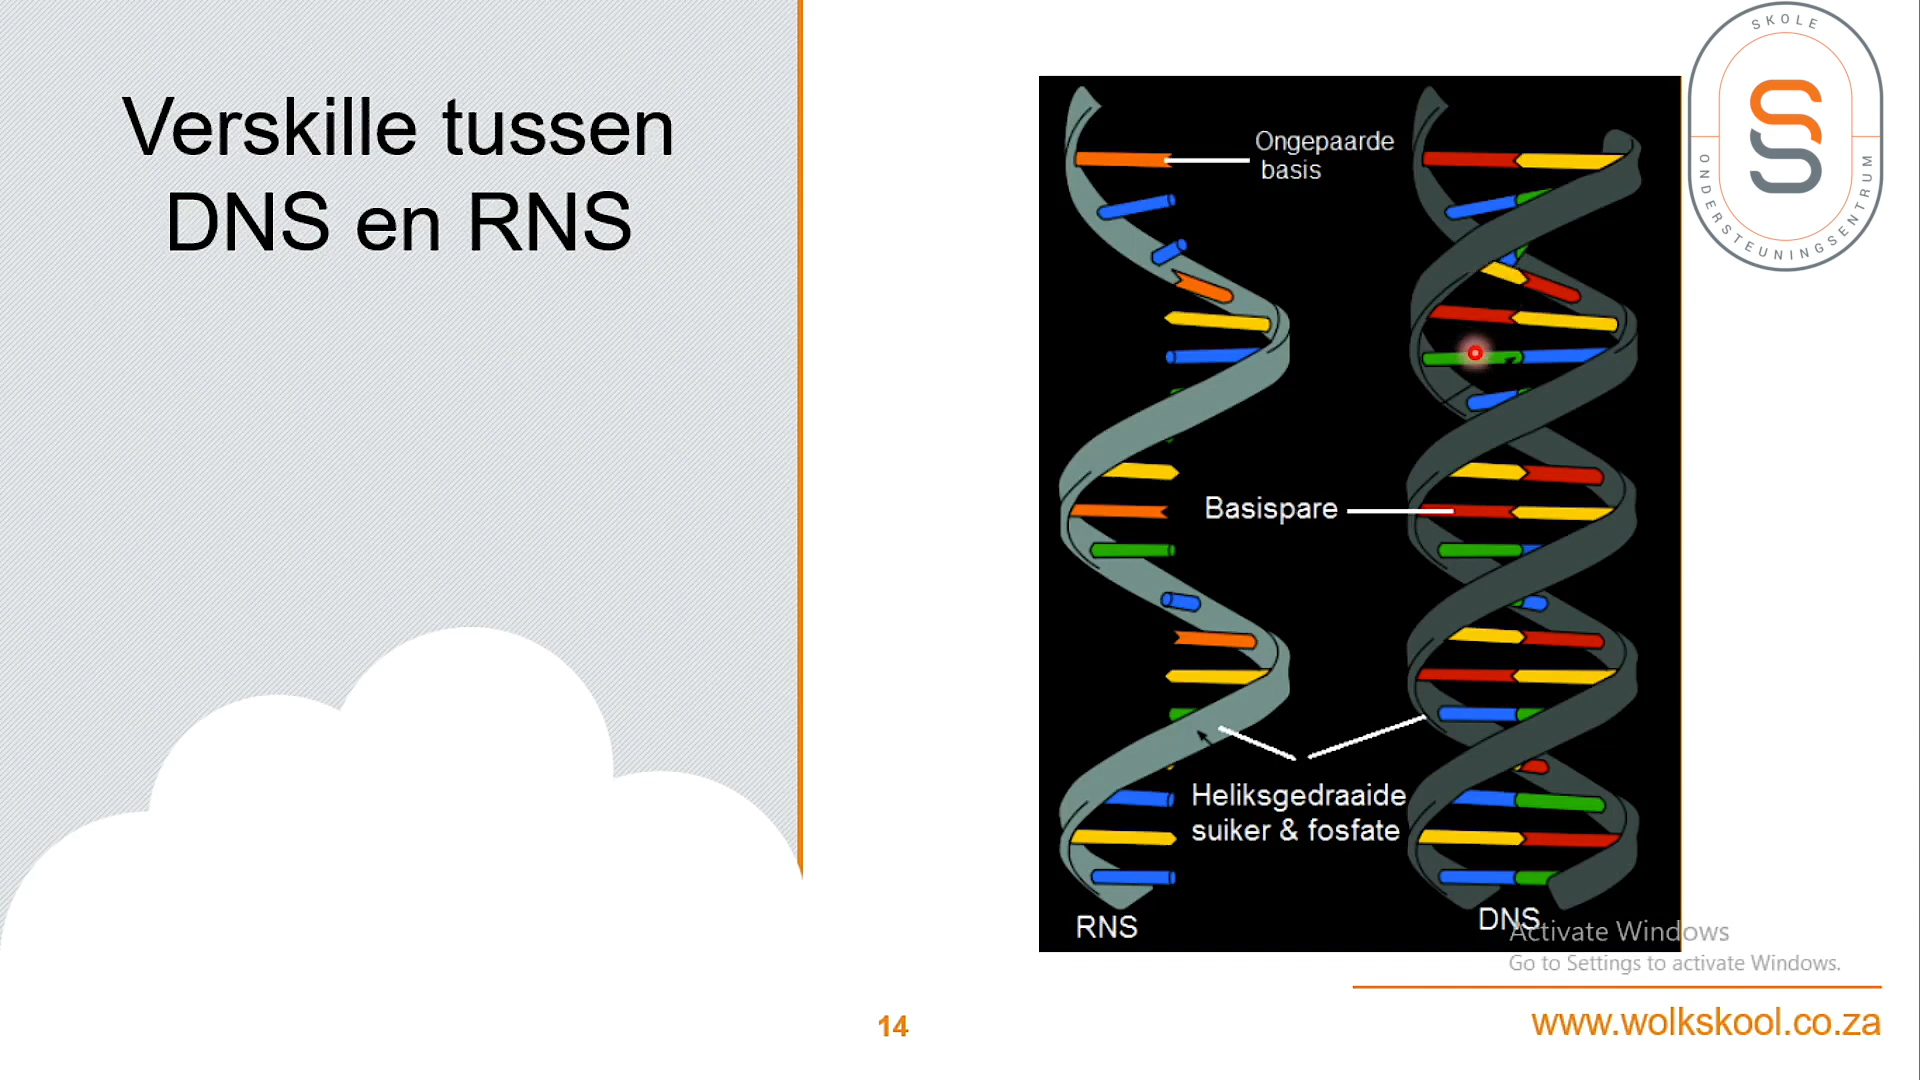 Verskille tussen
DNS en RNS
Ongepaarde
basis
Basispare
Heliksgedraaide
suiker & fosfate
RNS
DNS
SKOLE
ONDERSTEUNINGSENTRUM
Activate Windows
Go to Settings to activate Windows.
14
www.wolkskool.co.za